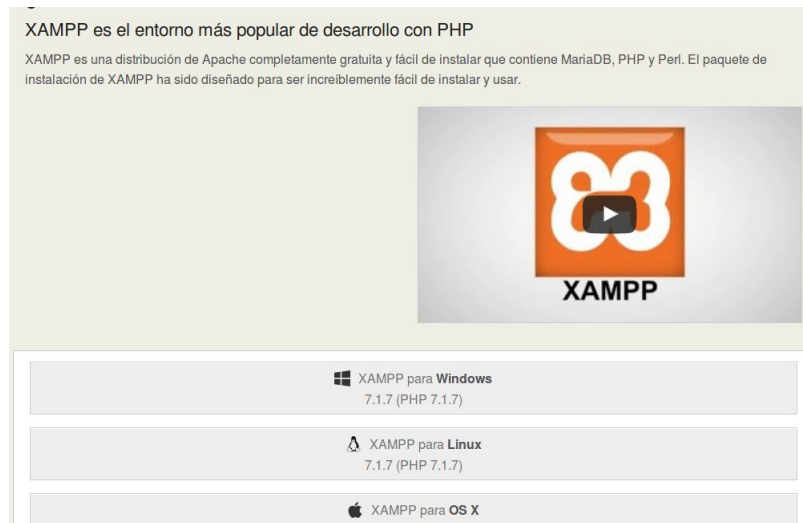 XAMPP es el entorno más popular de desarrollo con PHP
XAMPP es una distribución de Apache completamente gratuita y fácil de instalar que contiene MariaDB, PHP y Perl. El paquete de
instalación de XAMPP ha sido diseñado para ser increíblemente fácil de instalar y usar.
XAMPP
XAMPP para Windows
7.1.7 (PHP 7.1.7)
XAMPP para Linux
7.1.7 (PHP 7.1.7)
XAMPP para OS X